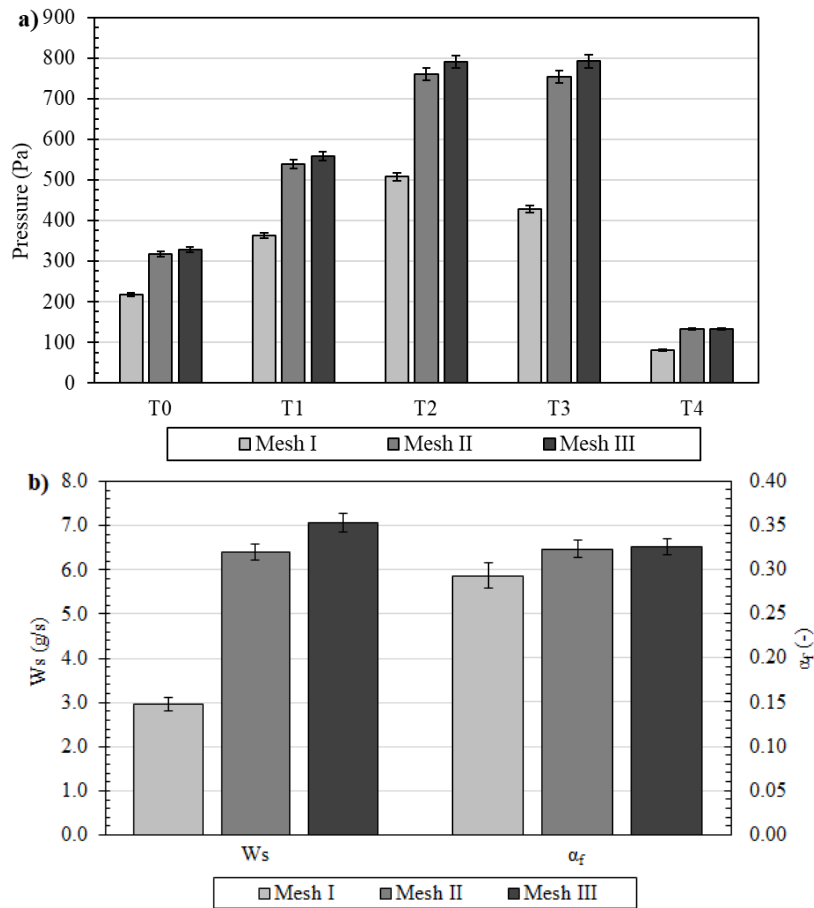 a)
900
800
700
600
500
400
300
200
100
0
Pressure (Pa)
T0 T1 T2 T3 T4
Mesh I Mesh II Mesh III
b)
8.0 0.40
7.0 0.35
6.0 0.30
5.0 0.25
4.0 0.20
3.0 0.15
2.0 0.10
1.0 0.05
0.0 0.00
Ws (g/s)
αf (-)
Ws αf
Mesh I Mesh II Mesh III